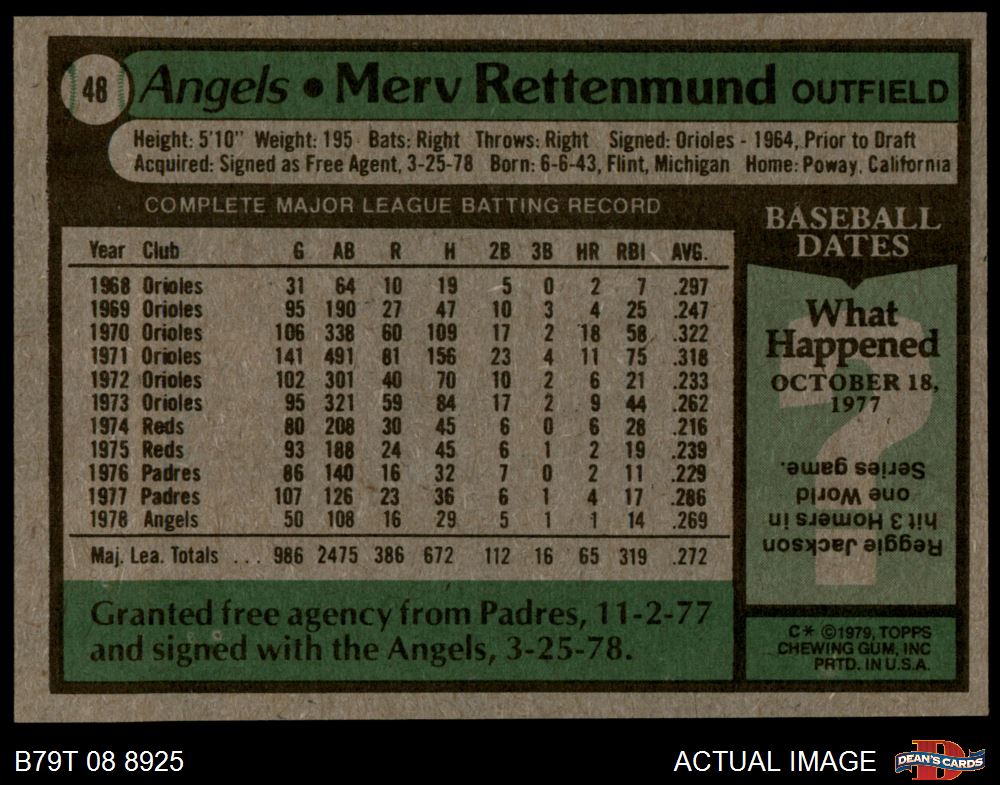 48 Angels • Merv Rettenmund OUTFIELD
Height: 5'10" Weight: 195 Bats: Right Throws: Right Signed: Orioles - 1964, Prior to Draft
Acquired: Signed as Free Agent, 3-25-78 Born: 6-6-43, Flint, Michigan Home: Poway, California
COMPLETE MAJOR LEAGUE BATTING RECORD
Year Club G AB R H 2B 3B HR RBI AVG.
1968 Orioles 31 64 10 19 5 0 2 7 .297
1969 Orioles 95 190 27 47 10 3 4 25 .247
1970 Orioles 106 338 60 109 17 2 18 58 .322
1971 Orioles 141 491 81 156 23 4 11 75 .318
1972 Orioles 102 301 40 70 10 2 6 21 .233
1973 Orioles 95 321 59 84 17 2 9 44 .262
1974 Reds 80 208 30 45 6 0 6 28 .216
1975 Reds 93 188 24 45 6 1 2 19 .239
1976 Padres 86 140 16 32 7 0 2 11 .229
1977 Padres 107 126 23 36 6 1 4 17 .286
1978 Angels 50 108 16 29 5 1 1 14 .269
Maj. Lea. Totals ... 986 2475 386 672 112 16 65 319 .272
Granted free agency from Padres, 11-2-77
and signed with the Angels, 3-25-78.
BASEBALL
DATES
What
Happened
OCTOBER 18,
1977
?
Reggie Jackson
hit 3 Homers in
one World
Series game.
C* ©1979, TOPPS
CHEWING GUM, INC
PRTD. IN U.S.A.
B79T 08 8925
ACTUAL IMAGE
DEAN'S CARDS